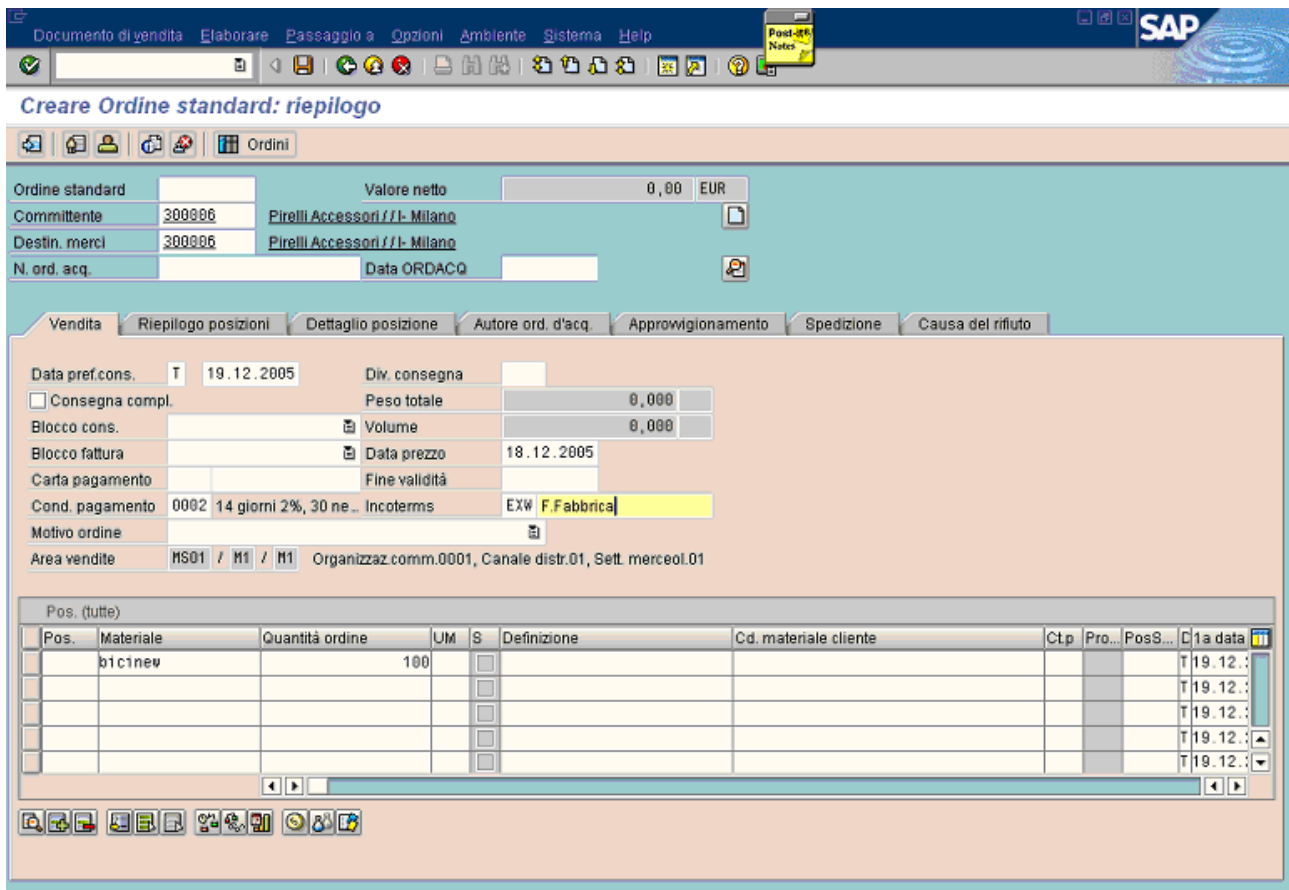 Documento di vendita Elaborare Passaggio a Opzioni Ambiente Sistema Help
Post-it®
Notes
SAP
Creare Ordine standard: riepilogo
Ordini
Ordine standard Valore netto 0,00 EUR
Committente 300006 Pirelli Accessori / / I- Milano
Destin. merci 300006 Pirelli Accessori / / I- Milano
N. ord. acq. Data ORDACQ
Vendita Riepilogo posizioni Dettaglio posizione Autore ord. d'acq. Approvvigionamento Spedizione Causa del rifiuto
Data pref.cons. T 19.12.2005 Div. consegna
Consegna compl. Peso totale 0,000
Blocco cons. Volume 0,000
Blocco fattura Data prezzo 18.12.2005
Carta pagamento Fine validità
Cond. pagamento 0002 14 giorni 2%, 30 ne... Incoterms EXW F.Fabbrica
Motivo ordine
Area vendite MS01 / M1 / M1 Organizzaz.comm.0001, Canale distr.01, Sett. merceol.01
Pos. (tutte)
Pos. Materiale Quantità ordine UM S Definizione Cd. materiale cliente Ct.p Pro... PosS... D 1a data
bicinew 100 T 19.12.
T 19.12.
T 19.12.
T 19.12.
T 19.12.